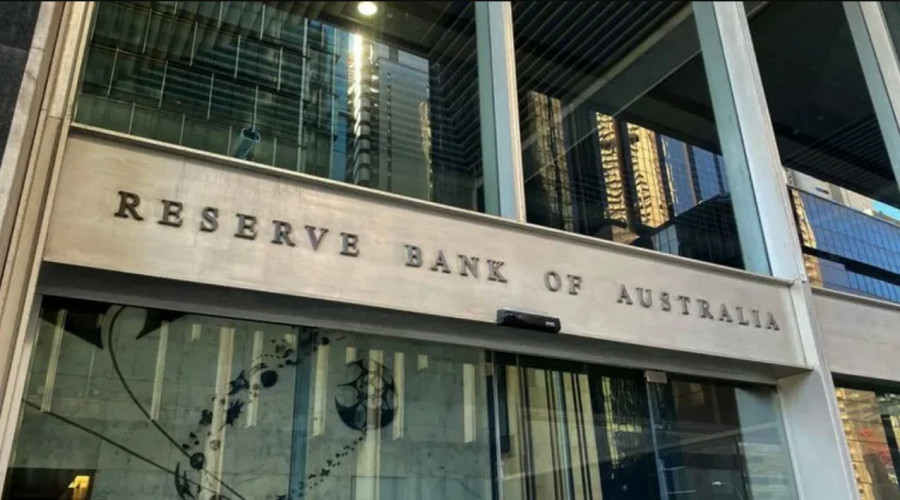 RESERVE BANK OF AUSTRALIA